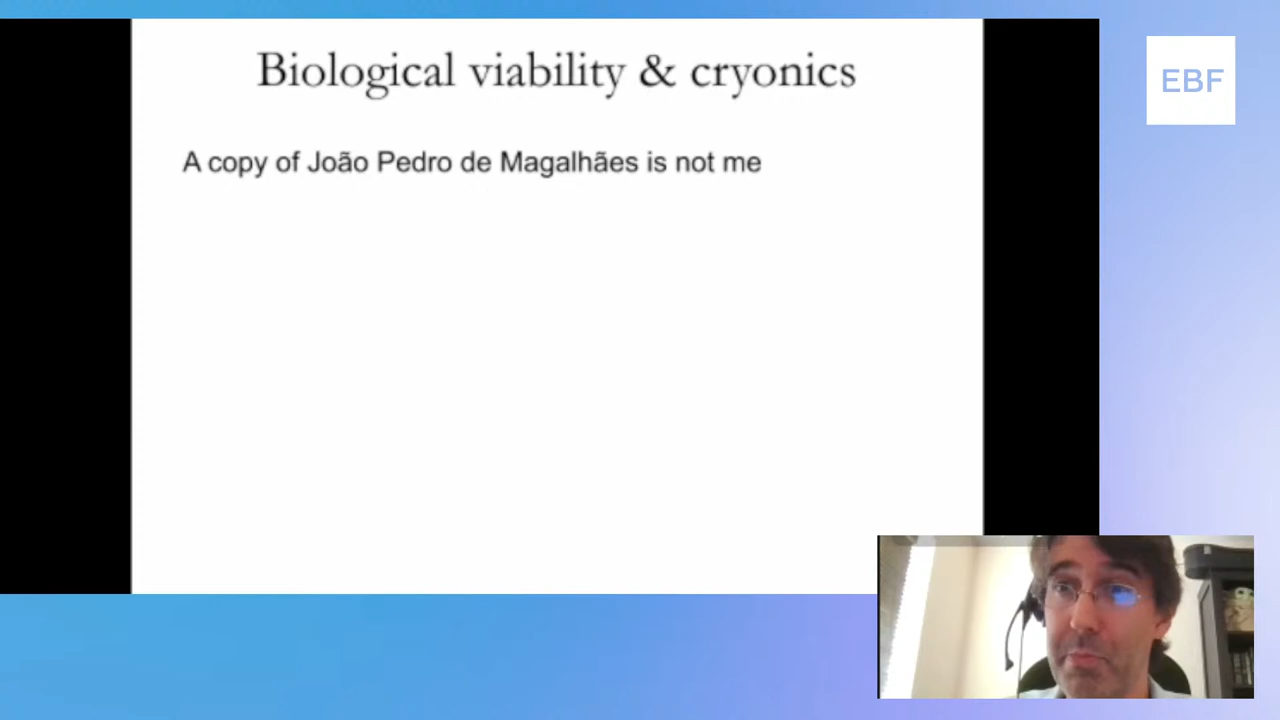 Biological viability & cryonics
EBF
A copy of João Pedro de Magalhães is not me